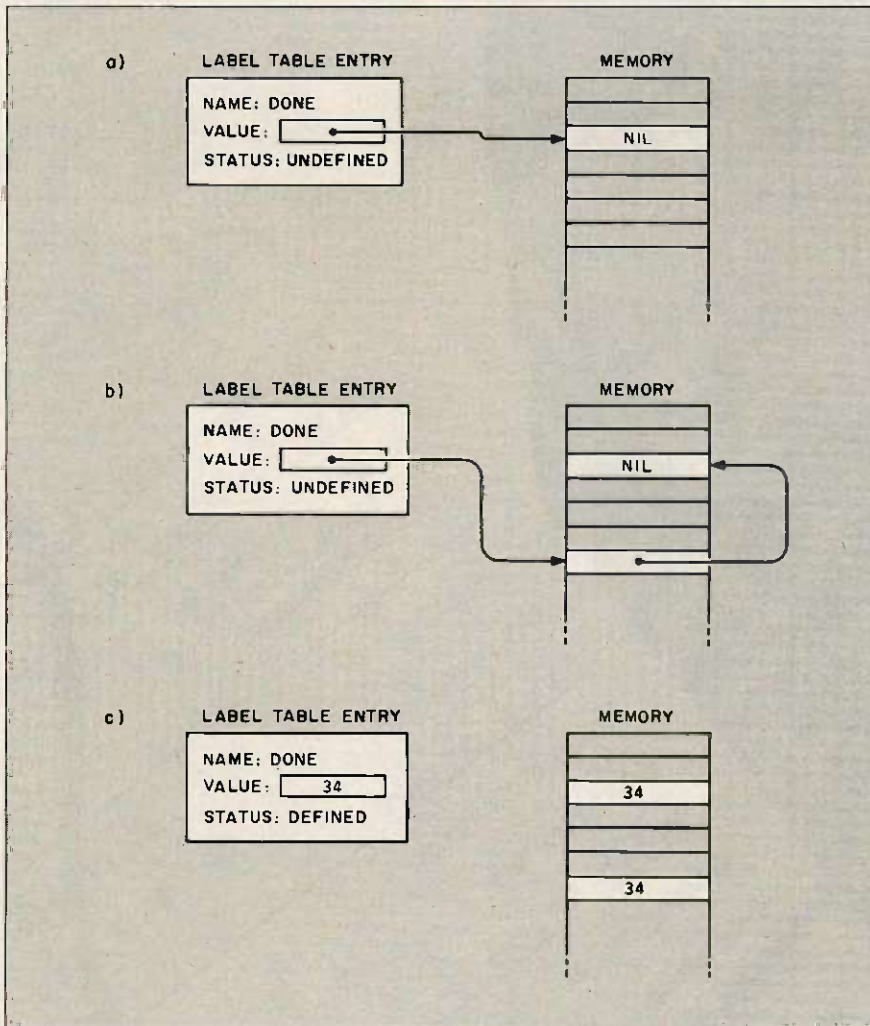 a)
LABEL TABLE ENTRY
MEMORY
NAME: DONE
VALUE:
STATUS: UNDEFINED
NIL
b)
LABEL TABLE ENTRY
MEMORY
NAME: DONE
VALUE:
STATUS: UNDEFINED
NIL
c)
LABEL TABLE ENTRY
MEMORY
NAME: DONE
VALUE: 34
STATUS: DEFINED
34
34